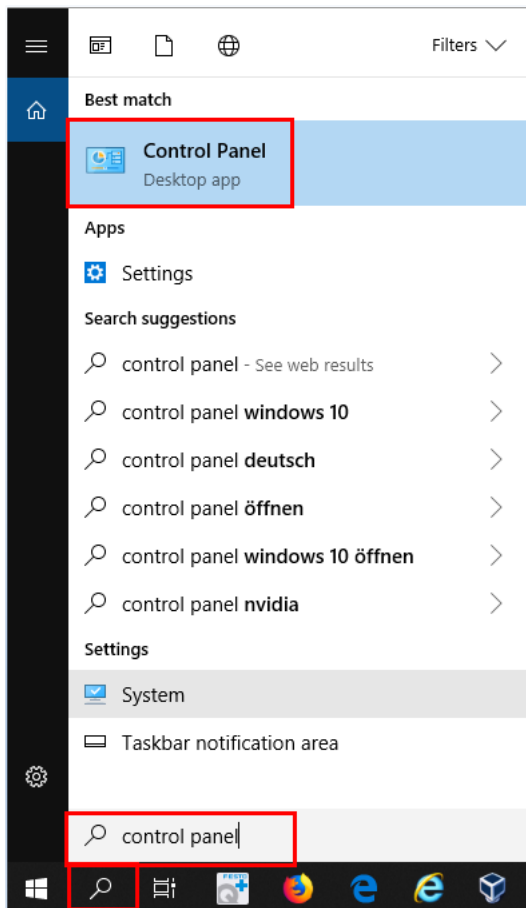 Filters
Best match
Control Panel
Desktop app
Apps
Settings
Search suggestions
control panel - See web results
control panel windows 10
control panel deutsch
control panel öffnen
control panel windows 10 öffnen
control panel nvidia
Settings
System
Taskbar notification area
control panel
FESTO